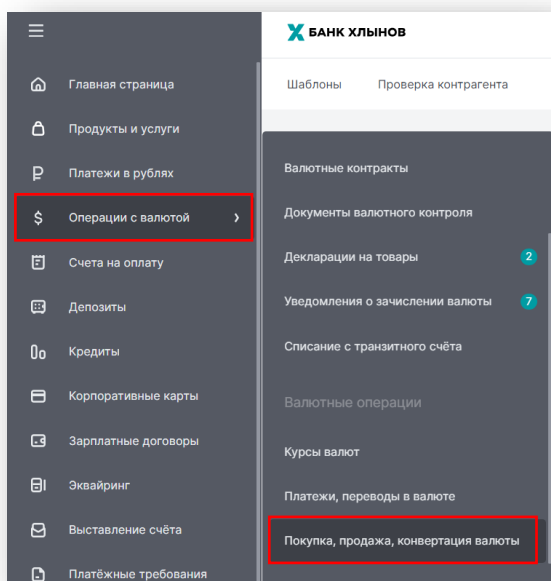 БАНК ХЛЫНОВ
Главная страница
Продукты и услуги
Платежи в рублях
Операции с валютой
Счета на оплату
Депозиты
Кредиты
Корпоративные карты
Зарплатные договоры
Эквайринг
Выставление счёта
Платёжные требования
Шаблоны Проверка контрагента
Валютные контракты
Документы валютного контроля
Декларации на товары 2
Уведомления о зачислении валюты 7
Списание с транзитного счёта
Валютные операции
Курсы валют
Платежи, переводы в валюте
Покупка, продажа, конвертация валюты